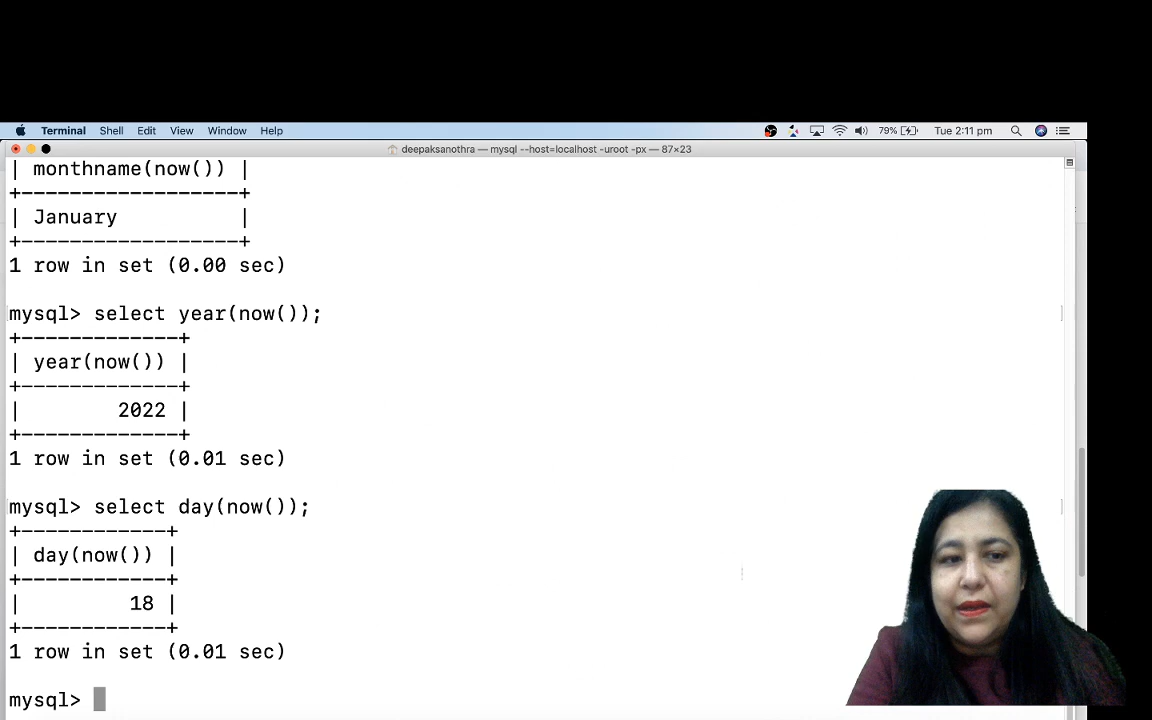 Terminal Shell Edit View Window Help 79% Tue 2:11 pm
deepaksanothra — mysql --host=localhost -uroot -px — 87×23
| monthname(now()) |
+------------------+
| January          |
+------------------+
1 row in set (0.00 sec)
mysql> select year(now());
+-------------+
| year(now()) |
+-------------+
|        2022 |
+-------------+
1 row in set (0.01 sec)
mysql> select day(now());
+------------+
| day(now()) |
+------------+
|         18 |
+------------+
1 row in set (0.01 sec)
mysql>